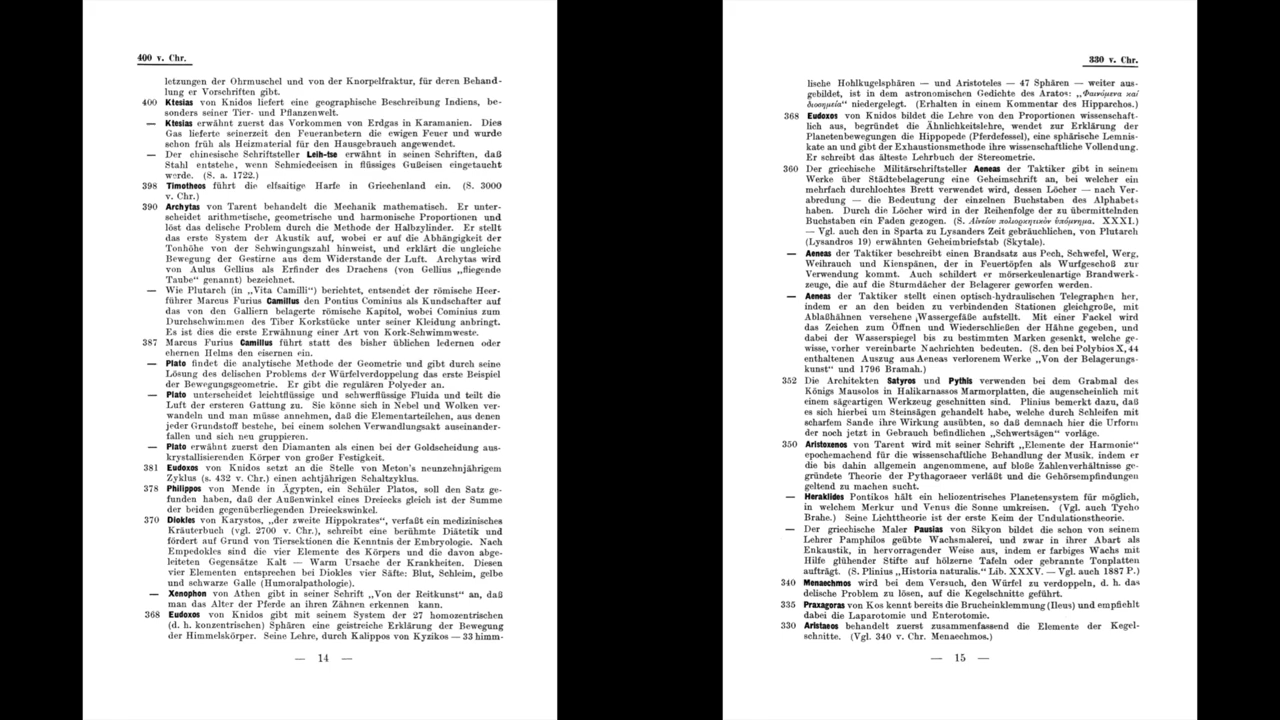 400 v. Chr.
letzungen der Ohrmuschel und von der Knorpelfraktur, für deren Behand-
lung er Vorschriften gibt.
400 Ktesias von Knidos liefert eine geographische Beschreibung Indiens, be-
sonders seiner Tier- und Pflanzenwelt.
— Ktesias erwähnt zuerst das Vorkommen von Erdgas in Karamanien. Dies
Gas lieferte seinerzeit den Feueranbetern die ewigen Feuer und wurde
schon früh als Heizmaterial für den Hausgebrauch angewendet.
— Der chinesische Schriftsteller Leih-tse erwähnt in seinen Schriften, daß
Stahl entstehe, wenn Schmiedeeisen in flüssiges Gußeisen eingetaucht
werde. (S. a. 1722.)
398 Timotheos führt die elfsaitige Harfe in Griechenland ein. (S. 3000
v. Chr.)
390 Archytas von Tarent behandelt die Mechanik mathematisch. Er unter-
scheidet arithmetische, geometrische und harmonische Proportionen und
löst das delische Problem durch die Methode der Halbzylinder. Er stellt
das erste System der Akustik auf, wobei er auf die Abhängigkeit der
Tonhöhe von der Schwingungszahl hinweist, und erklärt die ungleiche
Bewegung der Gestirne aus dem Widerstande der Luft. Archytas wird
von Aulus Gellius als Erfinder des Drachens (von Gellius „fliegende
Taube“ genannt) bezeichnet.
— Wie Plutarch (in „Vita Camilli“) berichtet, entsendet der römische Heer-
führer Marcus Furius Camillus den Pontius Cominius als Kundschafter auf
das von den Galliern belagerte römische Kapitol, wobei Cominius zum
Durchschwimmen des Tiber Korkstücke unter seiner Kleidung anbringt.
Es ist dies die erste Erwähnung einer Art von Kork-Schwimmweste.
387 Marcus Furius Camillus führt statt des bisher üblichen ledernen oder
ehernen Helms den eisernen ein.
— Plato findet die analytische Methode der Geometrie und gibt durch seine
Lösung des delischen Problems der Würfelverdoppelung das erste Beispiel
der Bewegungsgeometrie. Er gibt die regulären Polyeder an.
— Plato unterscheidet leichtflüssige und schwerflüssige Fluida und teilt die
Luft der ersteren Gattung zu. Sie könne sich in Nebel und Wolken ver-
wandeln und man müsse annehmen, daß die Elementarteilchen, aus denen
jeder Grundstoff bestehe, bei einem solchen Verwandlungsakt auseinander-
fallen und sich neu gruppieren.
— Plato erwähnt zuerst den Diamanten als einen bei der Goldscheidung aus-
krystallisierenden Körper von großer Festigkeit.
381 Eudoxos von Knidos setzt an die Stelle von Meton's neunzehnjährigem
Zyklus (s. 432 v. Chr.) einen achtjährigen Schaltzyklus.
378 Philippos von Mende in Ägypten, ein Schüler Platos, soll den Satz ge-
funden haben, daß der Außenwinkel eines Dreiecks gleich ist der Summe
der beiden gegenüberliegenden Dreieckswinkel.
370 Diokles von Karystos, „der zweite Hippokrates“, verfaßt ein medizinisches
Kräuterbuch (vgl. 2700 v. Chr.), schreibt eine berühmte Diätetik und
fördert auf Grund von Tiersektionen die Kenntnis der Embryologie. Nach
Empedokles sind die vier Elemente des Körpers und die davon abge-
leiteten Gegensätze Kalt — Warm Ursache der Krankheiten. Diesen
vier Elementen entsprechen bei Diokles vier Säfte: Blut, Schleim, gelbe
und schwarze Galle (Humoralpathologie).
— Xenophon von Athen gibt in seiner Schrift „Von der Reitkunst“ an, daß
man das Alter der Pferde an ihren Zähnen erkennen kann.
368 Eudoxos von Knidos gibt mit seinem System der 27 homozentrischen
(d. h. konzentrischen) Sphären eine geistreiche Erklärung der Bewegung
der Himmelskörper. Seine Lehre, durch Kalippos von Kyzikos — 33 himm-
— 14 —
330 v. Chr.
lische Hohlkugelsphären — und Aristoteles — 47 Sphären — weiter aus-
gebildet, ist in dem astronomischen Gedichte des Aratos: „Φαινόμενα καὶ
διοσημεῖα“ niedergelegt. (Erhalten in einem Kommentar des Hipparchos.)
368 Eudoxos von Knidos bildet die Lehre von den Proportionen wissenschaft-
lich aus, begründet die Ähnlichkeitslehre, wendet zur Erklärung der
Planetenbewegungen die Hippopede (Pferdefessel), eine sphärische Lemnis-
kate an und gibt der Exhaustionsmethode ihre wissenschaftliche Vollendung.
Er schreibt das älteste Lehrbuch der Stereometrie.
360 Der griechische Militärschriftsteller Aeneas der Taktiker gibt in seinem
Werke über Städtebelagerung eine Geheimschrift an, bei welcher ein
mehrfach durchlochtes Brett verwendet wird, dessen Löcher — nach Ver-
abredung — die Bedeutung der einzelnen Buchstaben des Alphabets
haben. Durch die Löcher wird in der Reihenfolge der zu übermittelnden
Buchstaben ein Faden gezogen. (S. Αἰνείου πολιορκητικὸν ὑπόμνημα. XXXI.)
— Vgl. auch den in Sparta zu Lysanders Zeit gebräuchlichen, von Plutarch
(Lysandros 19) erwähnten Geheimbriefstab (Skytale).
— Aeneas der Taktiker beschreibt einen Brandsatz aus Pech, Schwefel, Werg,
Weihrauch und Kienspänen, der in Feuertöpfen als Wurfgeschoß zur
Verwendung kommt. Auch schildert er mörserkeulenartige Brandwerk-
zeuge, die auf die Sturmdächer der Belagerer geworfen werden.
— Aeneas der Taktiker stellt einen optisch-hydraulischen Telegraphen her,
indem er an den beiden zu verbindenden Stationen gleichgroße, mit
Ablaßhähnen versehene Wassergefäße aufstellt. Mit einer Fackel wird
das Zeichen zum Öffnen und Wiederschließen der Hähne gegeben, und
dabei der Wasserspiegel bis zu bestimmten Marken gesenkt, welche ge-
wisse, vorher vereinbarte Nachrichten bedeuten. (S. den bei Polybios X, 44
enthaltenen Auszug aus Aeneas verlorenem Werke „Von der Belagerungs-
kunst“ und 1796 Bramah.)
352 Die Architekten Satyros und Pythis verwenden bei dem Grabmal des
Königs Mausolos in Halikarnassos Marmorplatten, die augenscheinlich mit
einem sägeartigen Werkzeug geschnitten sind. Plinius bemerkt dazu, daß
es sich hierbei um Steinsägen gehandelt habe, welche durch Schleifen mit
scharfem Sande ihre Wirkung ausübten, so daß demnach hier die Urform
der noch jetzt in Gebrauch befindlichen „Schwertsägen“ vorläge.
350 Aristoxenos von Tarent wird mit seiner Schrift „Elemente der Harmonie“
epochemachend für die wissenschaftliche Behandlung der Musik, indem er
die bis dahin allgemein angenommene, auf bloße Zahlenverhältnisse ge-
gründete Theorie der Pythagoraeer verläßt und die Gehörsempfindungen
geltend zu machen sucht.
— Heraklides Pontikos hält ein heliozentrisches Planetensystem für möglich,
in welchem Merkur und Venus die Sonne umkreisen. (Vgl. auch Tycho
Brahe.) Seine Lichttheorie ist der erste Keim der Undulationstheorie.
— Der griechische Maler Pausias von Sikyon bildet die schon von seinem
Lehrer Pamphilos geübte Wachsmalerei, und zwar in ihrer Abart als
Enkaustik, in hervorragender Weise aus, indem er farbiges Wachs mit
Hilfe glühender Stifte auf hölzerne Tafeln oder gebrannte Tonplatten
aufträgt. (S. Plinius „Historia naturalis.“ Lib. XXXV. — Vgl. auch 1887 P.)
340 Menaechmos wird bei dem Versuch, den Würfel zu verdoppeln, d. h. das
delische Problem zu lösen, auf die Kegelschnitte geführt.
335 Praxagoras von Kos kennt bereits die Brucheinklemmung (Ileus) und empfiehlt
dabei die Laparotomie und Enterotomie.
330 Aristaeos behandelt zuerst zusammenfassend die Elemente der Kegel-
schnitte. (Vgl. 340 v. Chr. Menaechmos.)
— 15 —